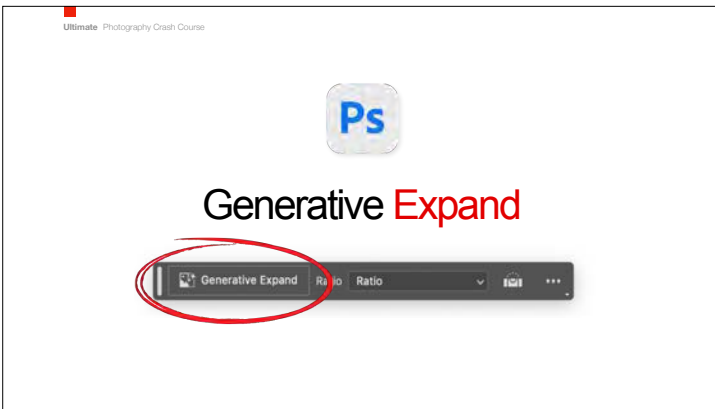 Ultimate Photography Crash Course
Ps
Generative Expand
Generative Expand Ratio Ratio